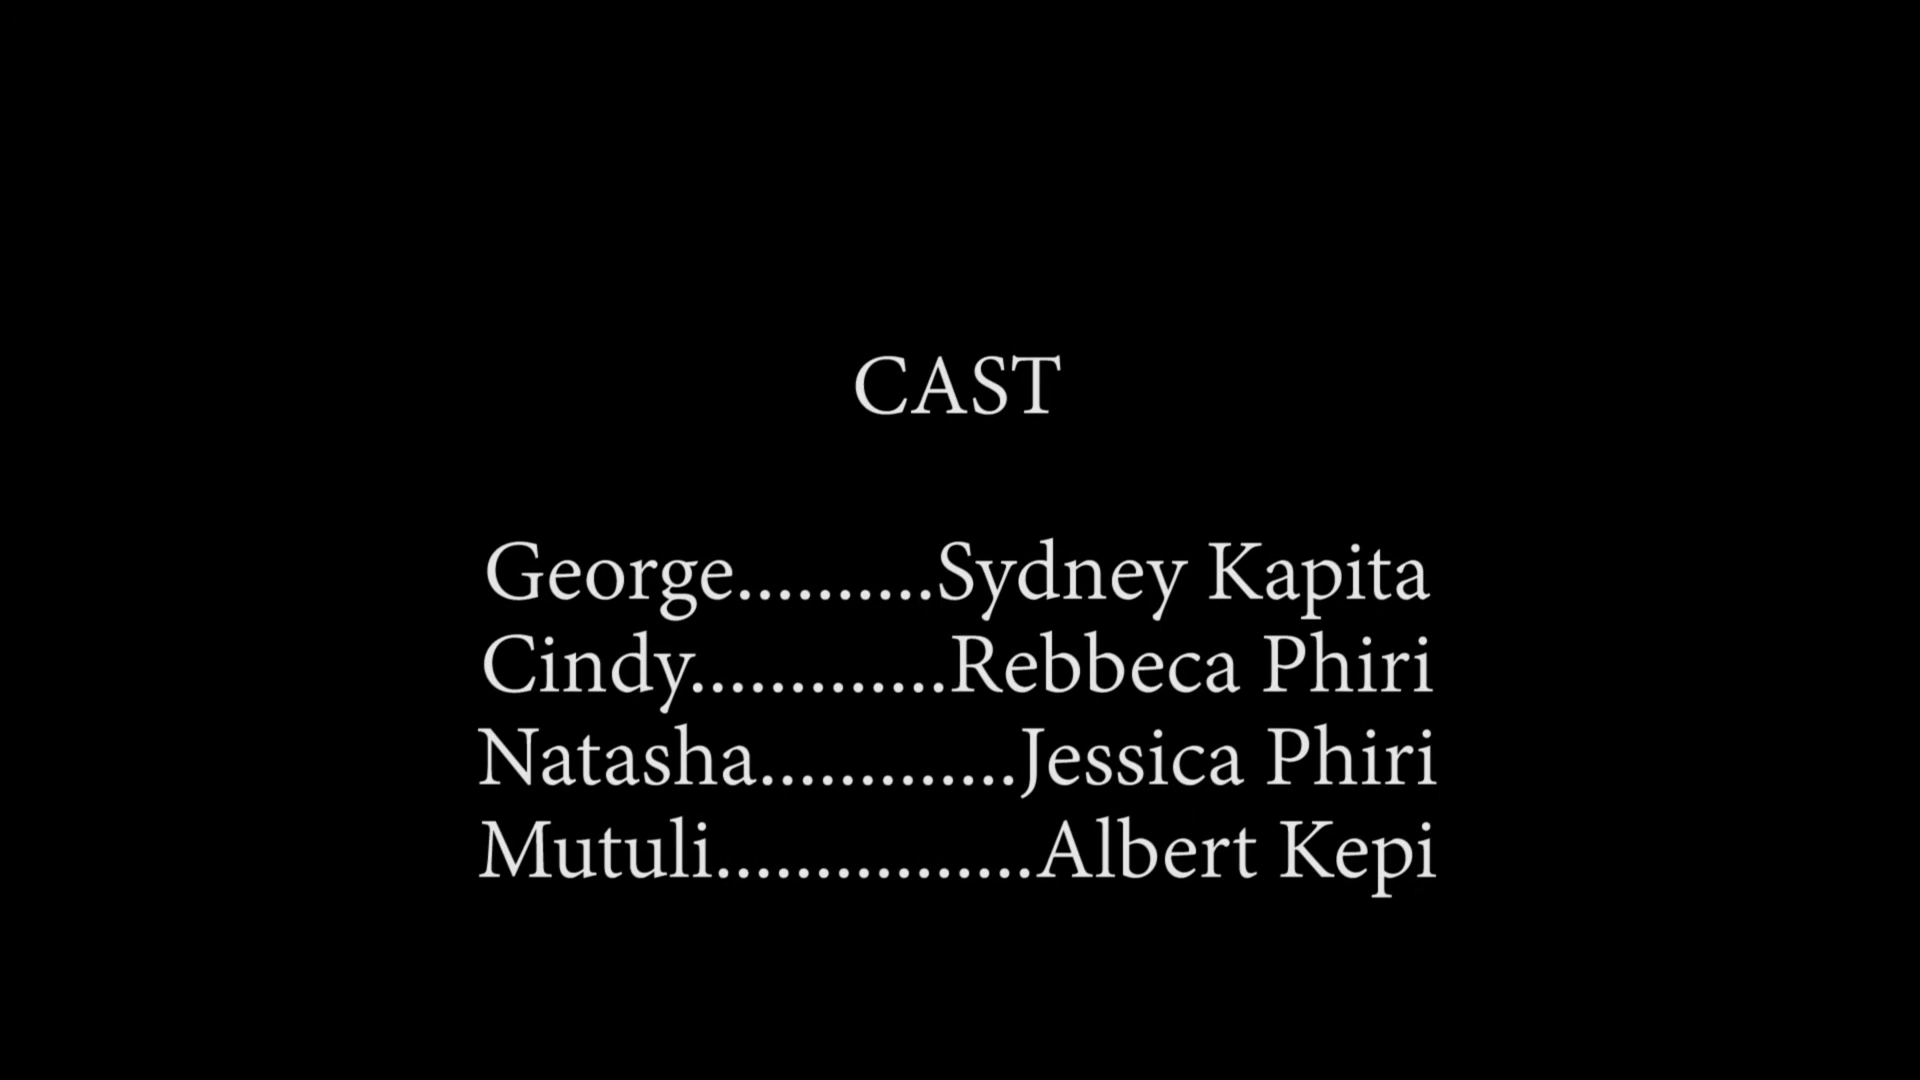 CAST
George..........Sydney Kapita
Cindy.............Rebbeca Phiri
Natasha.............Jessica Phiri
Mutuli................Albert Kepi